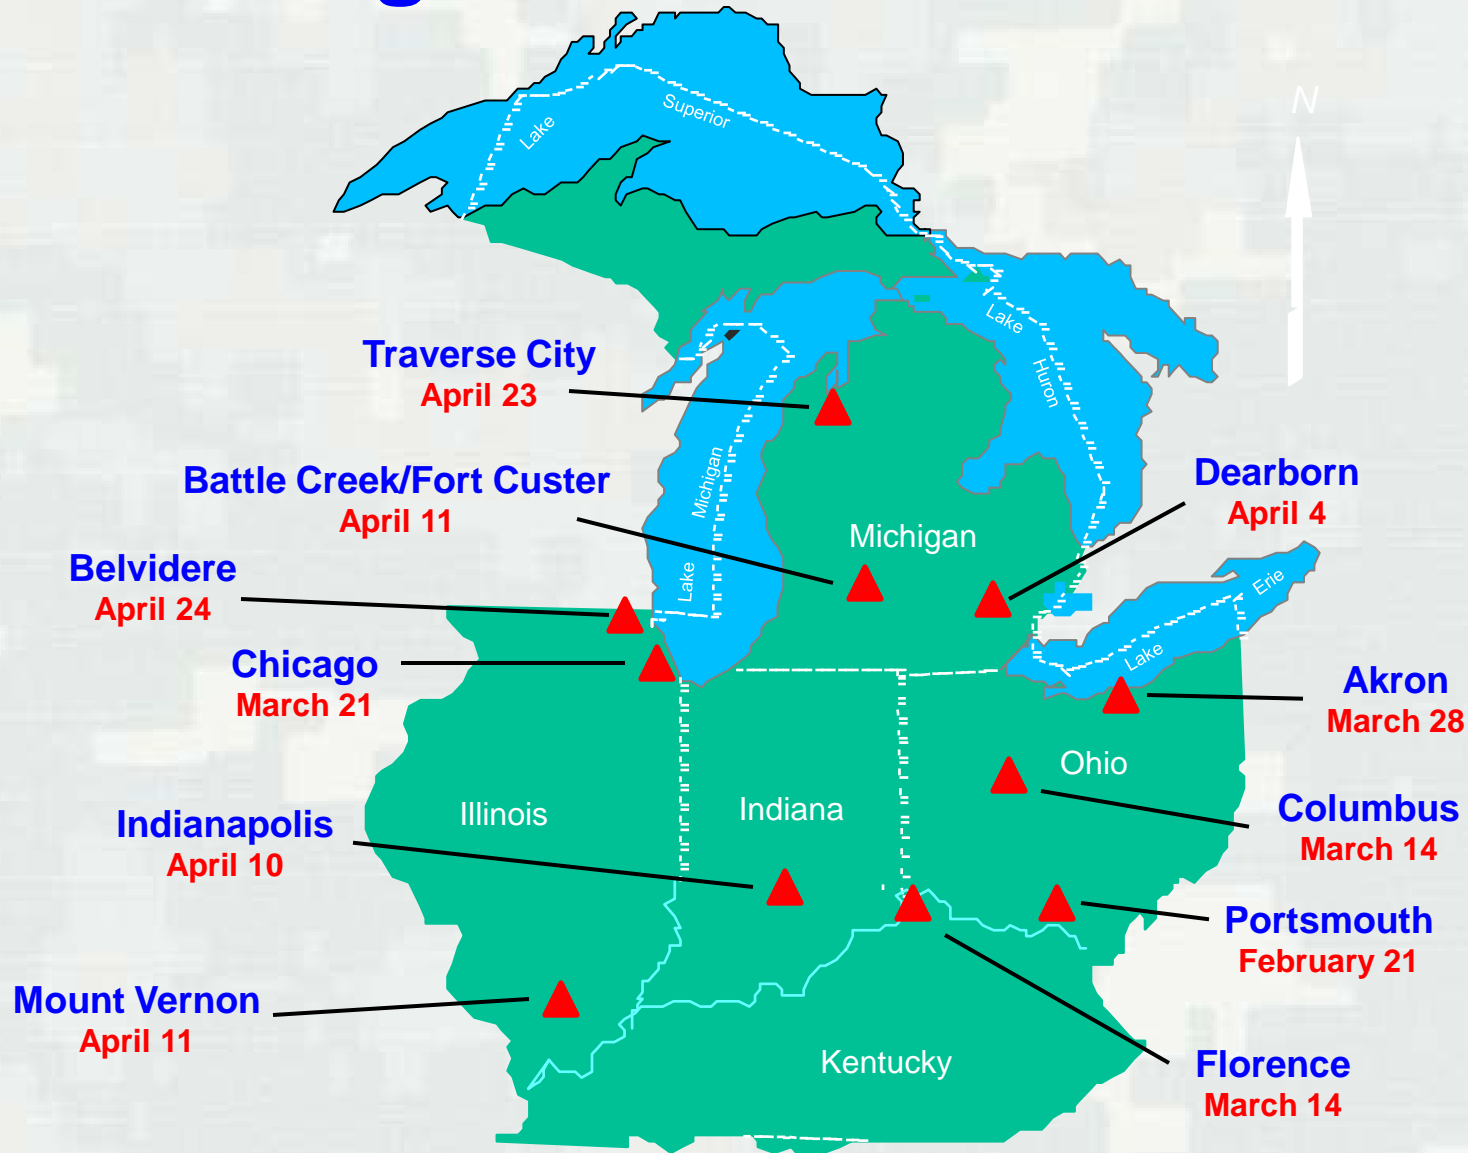 N
Lake
Superior
Lake
Huron
Traverse City
April 23
Michigan
Lake
Battle Creek/Fort Custer
April 11
Dearborn
April 4
Michigan
Belvidere
April 24
Erie
Lake
Chicago
March 21
Akron
March 28
Ohio
Illinois
Indiana
Columbus
March 14
Indianapolis
April 10
Portsmouth
February 21
Mount Vernon
April 11
Kentucky
Florence
March 14